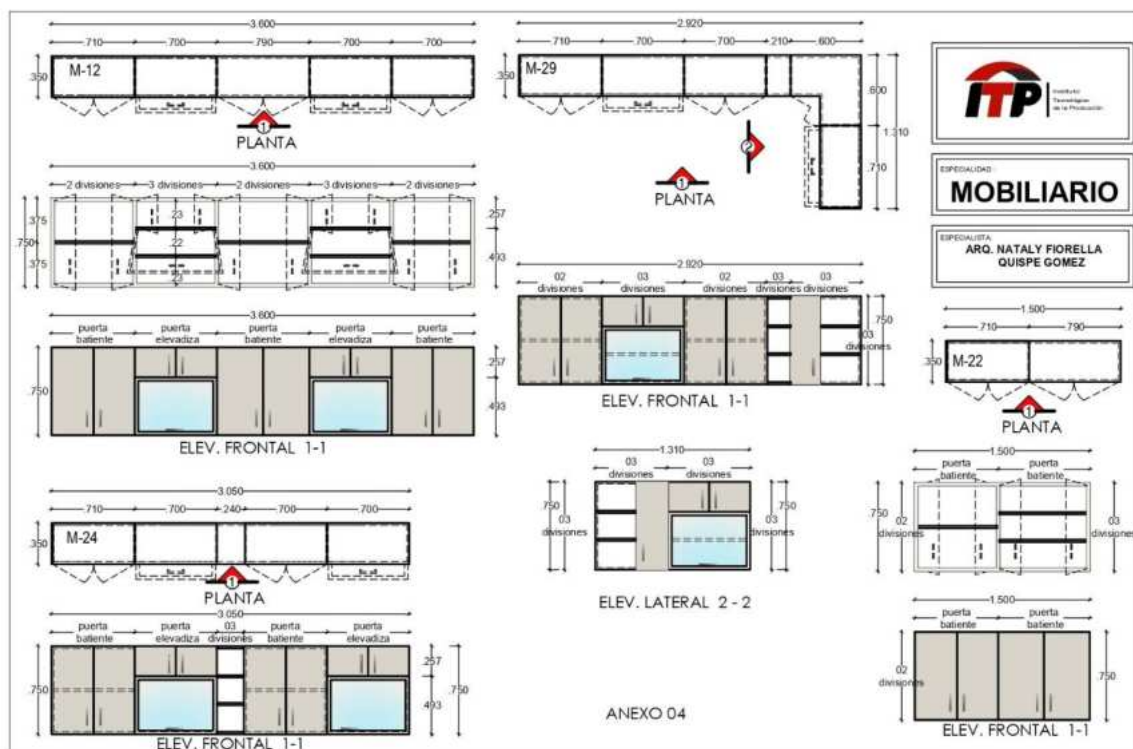 3.600
.710 .700 .790 .700 .700
.350
M-12
1
PLANTA
3.600
2 divisiones 3 divisiones 2 divisiones 3 divisiones 2 divisiones
.750
.375
.375
.23
.22
.23
.257
.493
3.600
puerta batiente
puerta elevadiza
puerta batiente
puerta elevadiza
puerta batiente
.750
.257
.493
ELEV. FRONTAL 1-1
3.050
.710 .700 .240 .700 .700
.350
M-24
1
PLANTA
3.050
puerta batiente
puerta elevadiza
03 divisiones
puerta batiente
puerta elevadiza
.750
.257
.493
.750
ELEV. FRONTAL 1-1
2.920
.710 .700 .700 .210 .600
.350
M-29
.600
1.310
.710
2
1
PLANTA
2.920
02 divisiones
03 divisiones
02 divisiones
03 divisiones
03 divisiones
.750
03 divisiones
ELEV. FRONTAL 1-1
1.310
03 divisiones
03 divisiones
.750
03 divisiones
.750
03 divisiones
ELEV. LATERAL 2 - 2
ANEXO 04
ITP
Instituto
Tecnológico
de la Producción
ESPECIALIDAD :
MOBILIARIO
ESPECIALISTA:
ARQ. NATALY FIORELLA
QUISPE GOMEZ
1.500
.710 .790
.350
M-22
1
PLANTA
1.500
puerta batiente
puerta batiente
.750
02 divisiones
03 divisiones
1.500
puerta batiente
puerta batiente
02 divisiones
.750
ELEV. FRONTAL 1-1